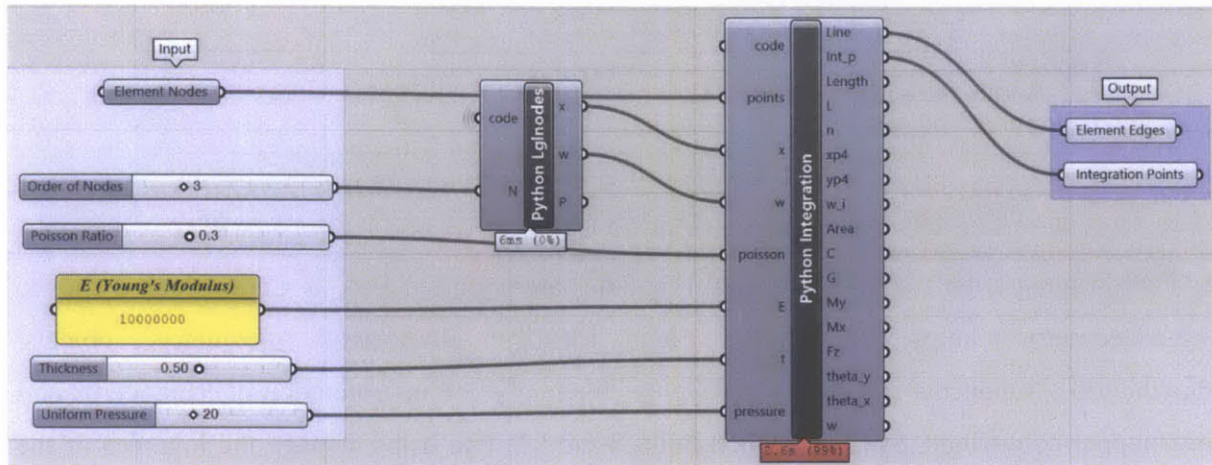 Input
Element Nodes
Order of Nodes 3
Poisson Ratio 0.3
E (Young's Modulus)
10000000
Thickness 0.50
Uniform Pressure 20
code
N
Python Lglnodes
x
w
P
6ms (0%)
code
points
x
w
poisson
E
t
pressure
Python Integration
Line
Int_p
Length
L
n
xp4
yp4
w_i
Area
C
G
My
Mx
Fz
theta_y
theta_x
w
(99%)
Output
Element Edges
Integration Points